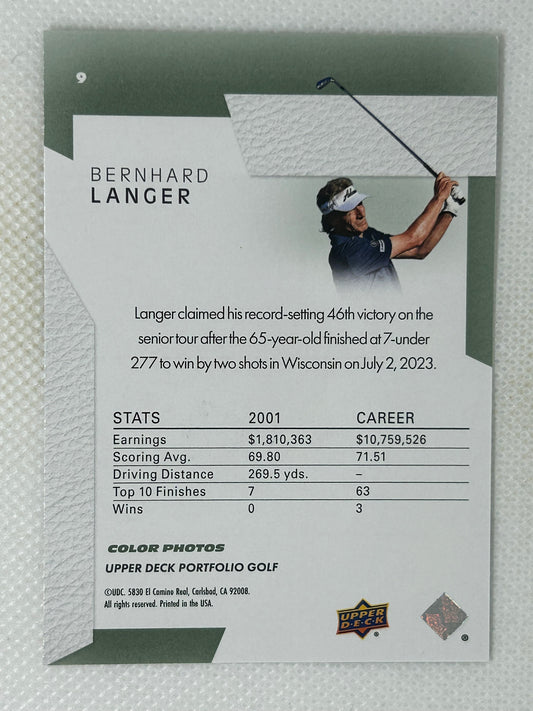 9
BERNHARD
LANGER
Langer claimed his record-setting 46th victory on the
senior tour after the 65-year-old finished at 7-under
277 to win by two shots in Wisconsin on July 2, 2023.
STATS 2001 CAREER
Earnings $1,810,363 $10,759,526
Scoring Avg. 69.80 71.51
Driving Distance 269.5 yds. –
Top 10 Finishes 7 63
Wins 0 3
COLOR PHOTOS
UPPER DECK PORTFOLIO GOLF
©UDC. 5830 El Camino Real, Carlsbad, CA 92008.
All rights reserved. Printed in the USA.
UPPER
D·E·C·K
®
®